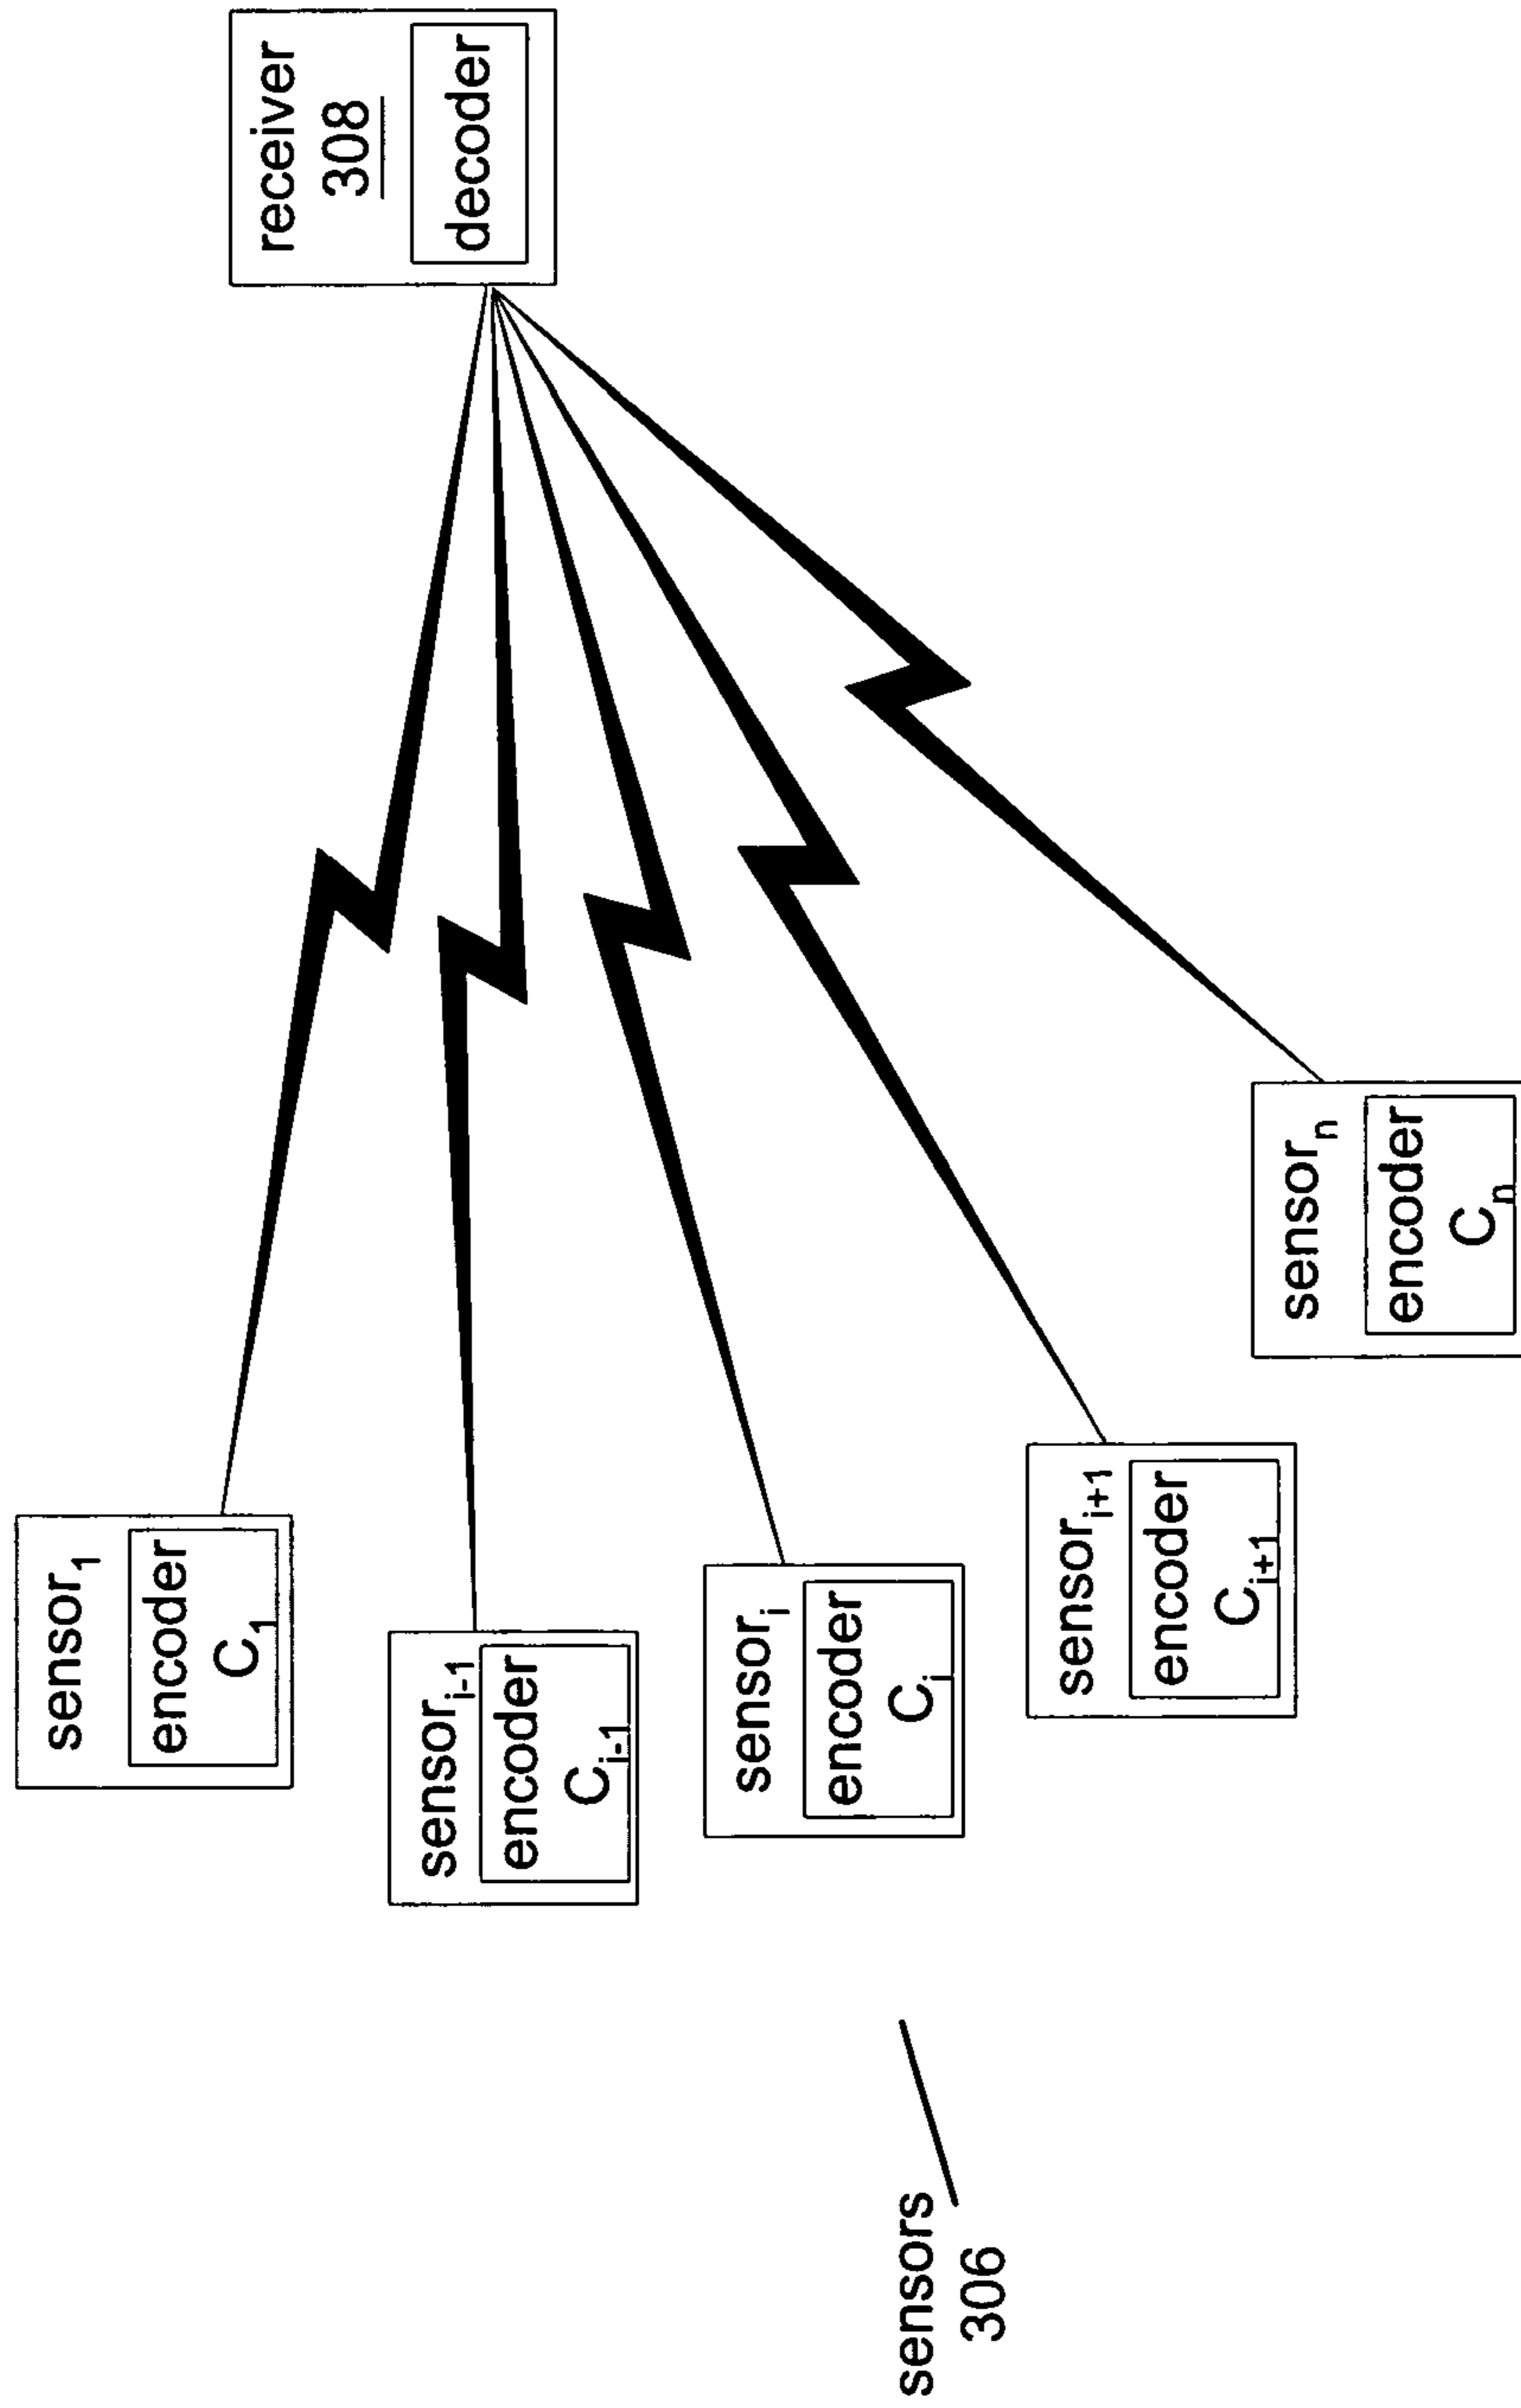 receiver
308
decoder
sensor₁
encoder
C₁
sensorᵢ₋₁
encoder
Cᵢ₋₁
sensorᵢ
encoder
Cᵢ
sensorᵢ₊₁
encoder
Cᵢ₊₁
sensorₙ
encoder
Cₙ
sensors
306